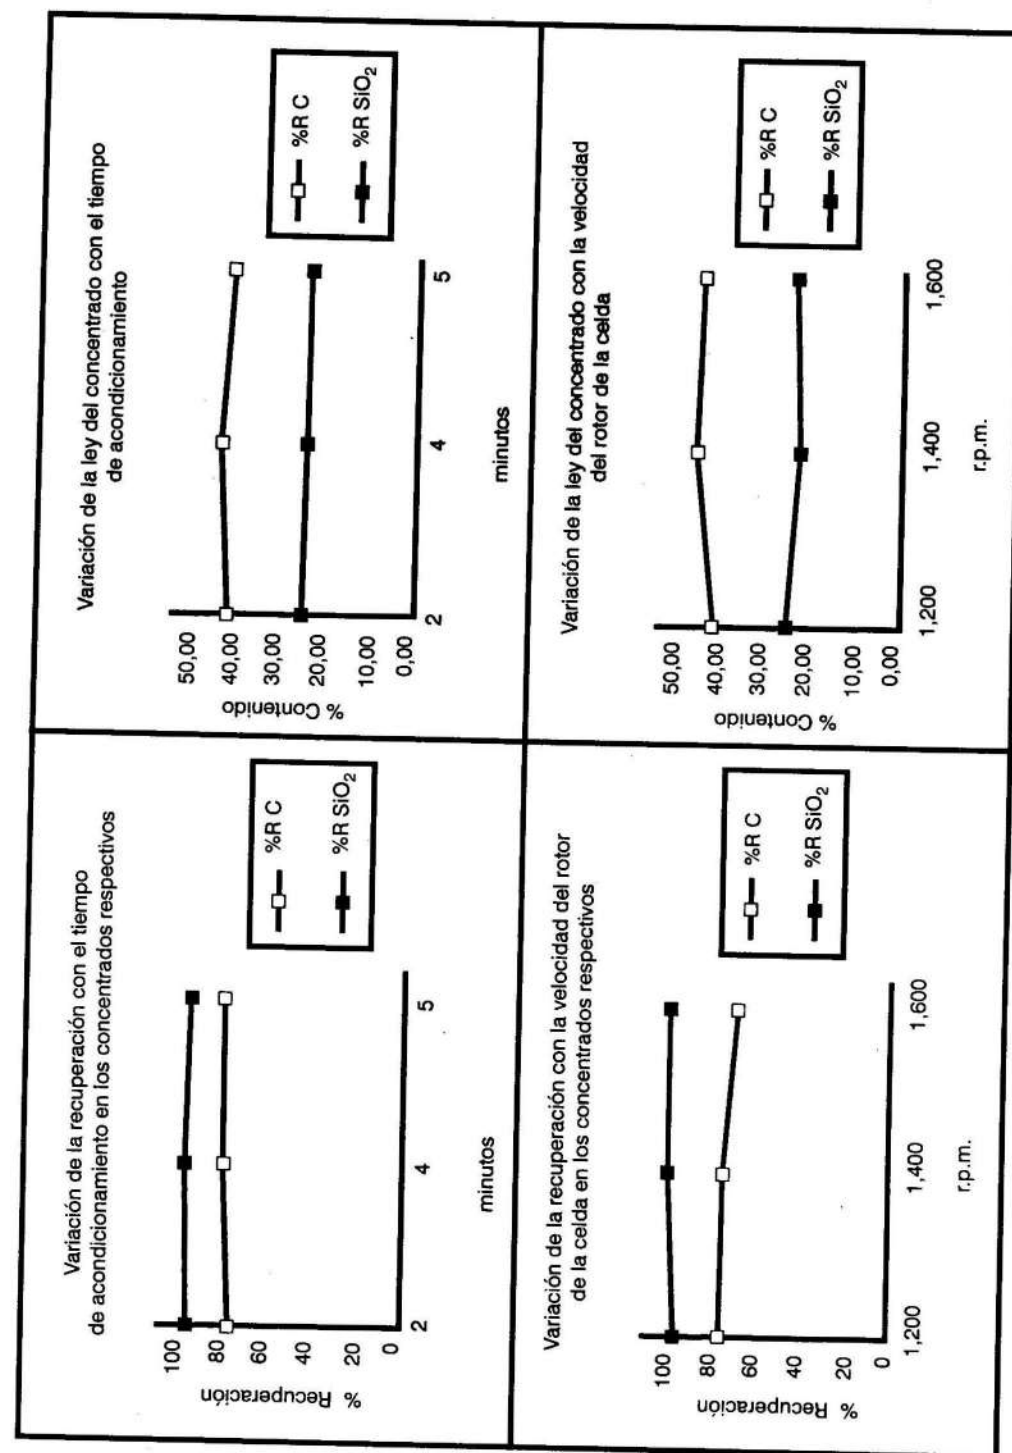 Variación de la recuperación con el tiempo
de acondicionamiento en los concentrados respectivos
% Recuperación
100
80
60
40
20
0
2
4
5
minutos
%R C
%R SiO2
Variación de la ley del concentrado con el tiempo
de acondicionamiento
% Contenido
50,00
40,00
30,00
20,00
10,00
0,00
2
4
5
minutos
%R C
%R SiO2
Variación de la recuperación con la velocidad del rotor
de la celda en los concentrados respectivos
% Recuperación
100
80
60
40
20
0
1,200
1,400
1,600
r.p.m.
%R C
%R SiO2
Variación de la ley del concentrado con la velocidad
del rotor de la celda
% Contenido
50,00
40,00
30,00
20,00
10,00
0,00
1,200
1,400
1,600
r.p.m.
%R C
%R SiO2